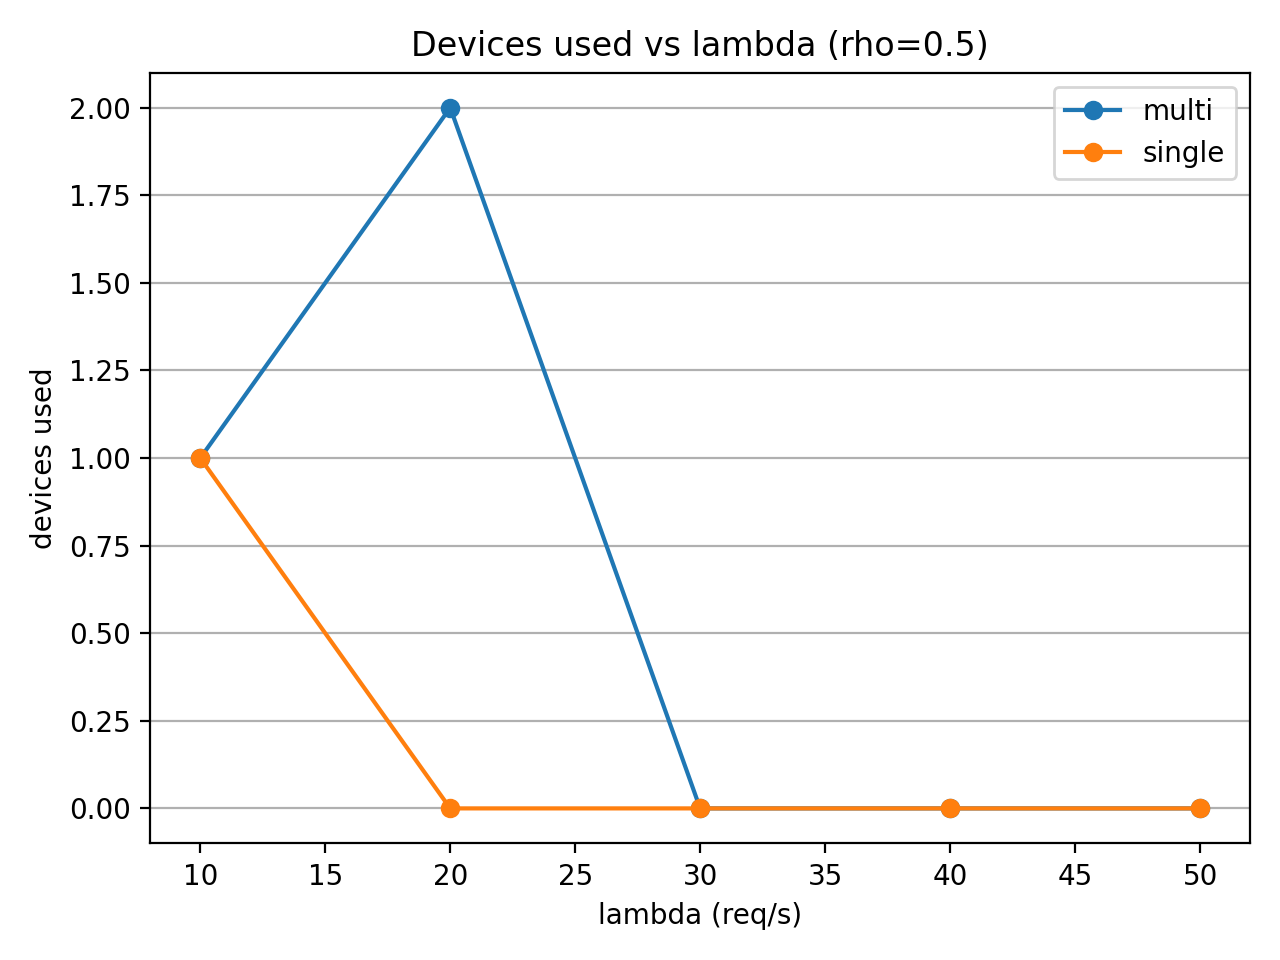 Devices used vs lambda (rho=0.5)
multi
single
2.00
1.75
1.50
1.25
1.00
0.75
0.50
0.25
0.00
devices used
10 15 20 25 30 35 40 45 50
lambda (req/s)